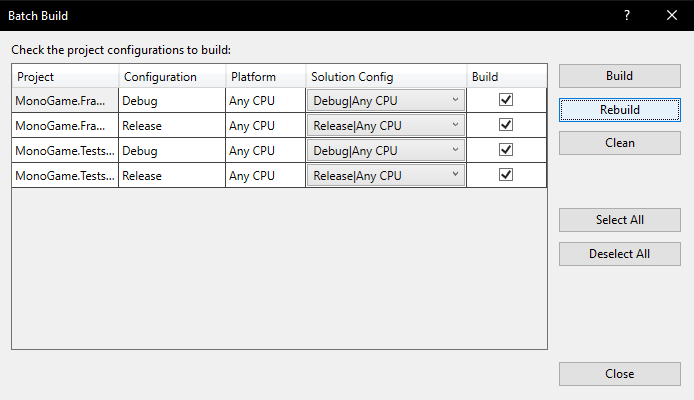 Batch Build ? ×
Check the project configurations to build:
Project Configuration Platform Solution Config Build
MonoGame.Fra... Debug Any CPU Debug|Any CPU
MonoGame.Fra... Release Any CPU Release|Any CPU
MonoGame.Tests... Debug Any CPU Debug|Any CPU
MonoGame.Tests... Release Any CPU Release|Any CPU
Build
Rebuild
Clean
Select All
Deselect All
Close